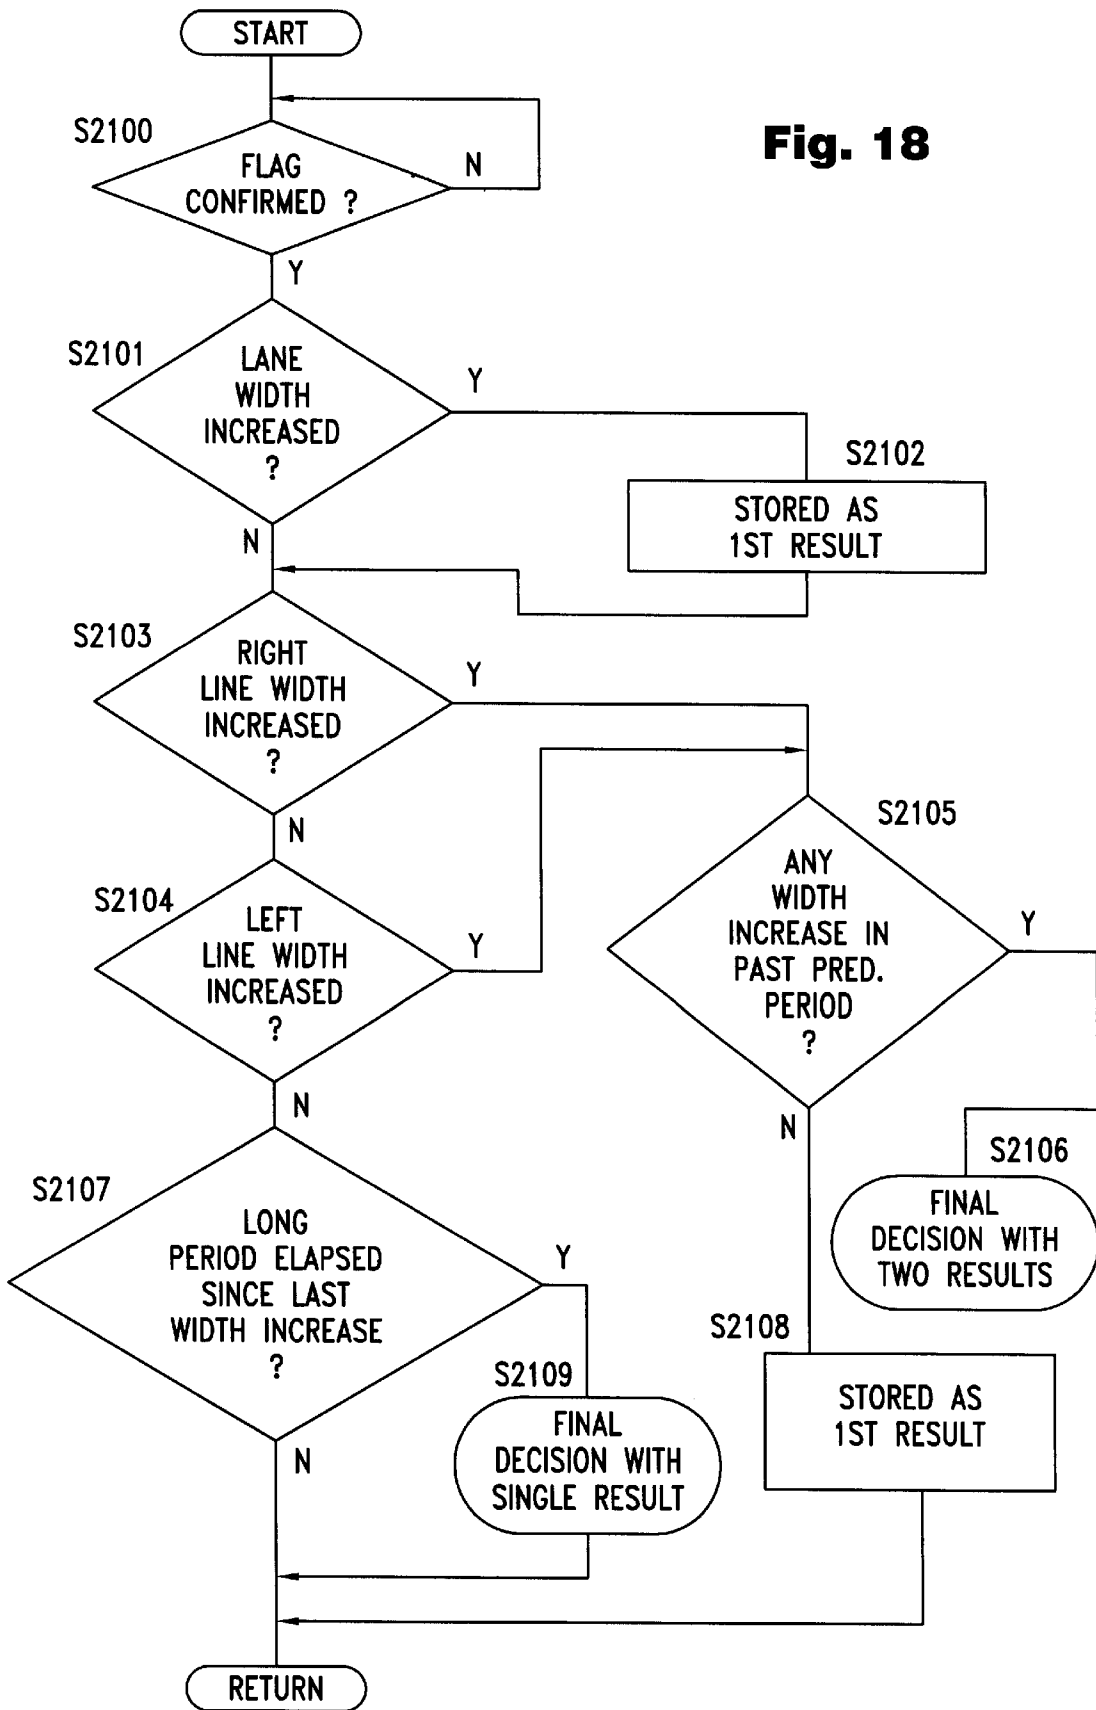 START
Fig. 18
S2100
FLAG
CONFIRMED ?
N
Y
S2101
LANE
WIDTH
INCREASED
?
Y
N
S2102
STORED AS
1ST RESULT
S2103
RIGHT
LINE WIDTH
INCREASED
?
Y
N
S2104
LEFT
LINE WIDTH
INCREASED
?
Y
N
S2105
ANY
WIDTH
INCREASE IN
PAST PRED.
PERIOD
?
Y
N
S2106
FINAL
DECISION WITH
TWO RESULTS
S2107
LONG
PERIOD ELAPSED
SINCE LAST
WIDTH INCREASE
?
Y
N
S2108
STORED AS
1ST RESULT
S2109
FINAL
DECISION WITH
SINGLE RESULT
RETURN